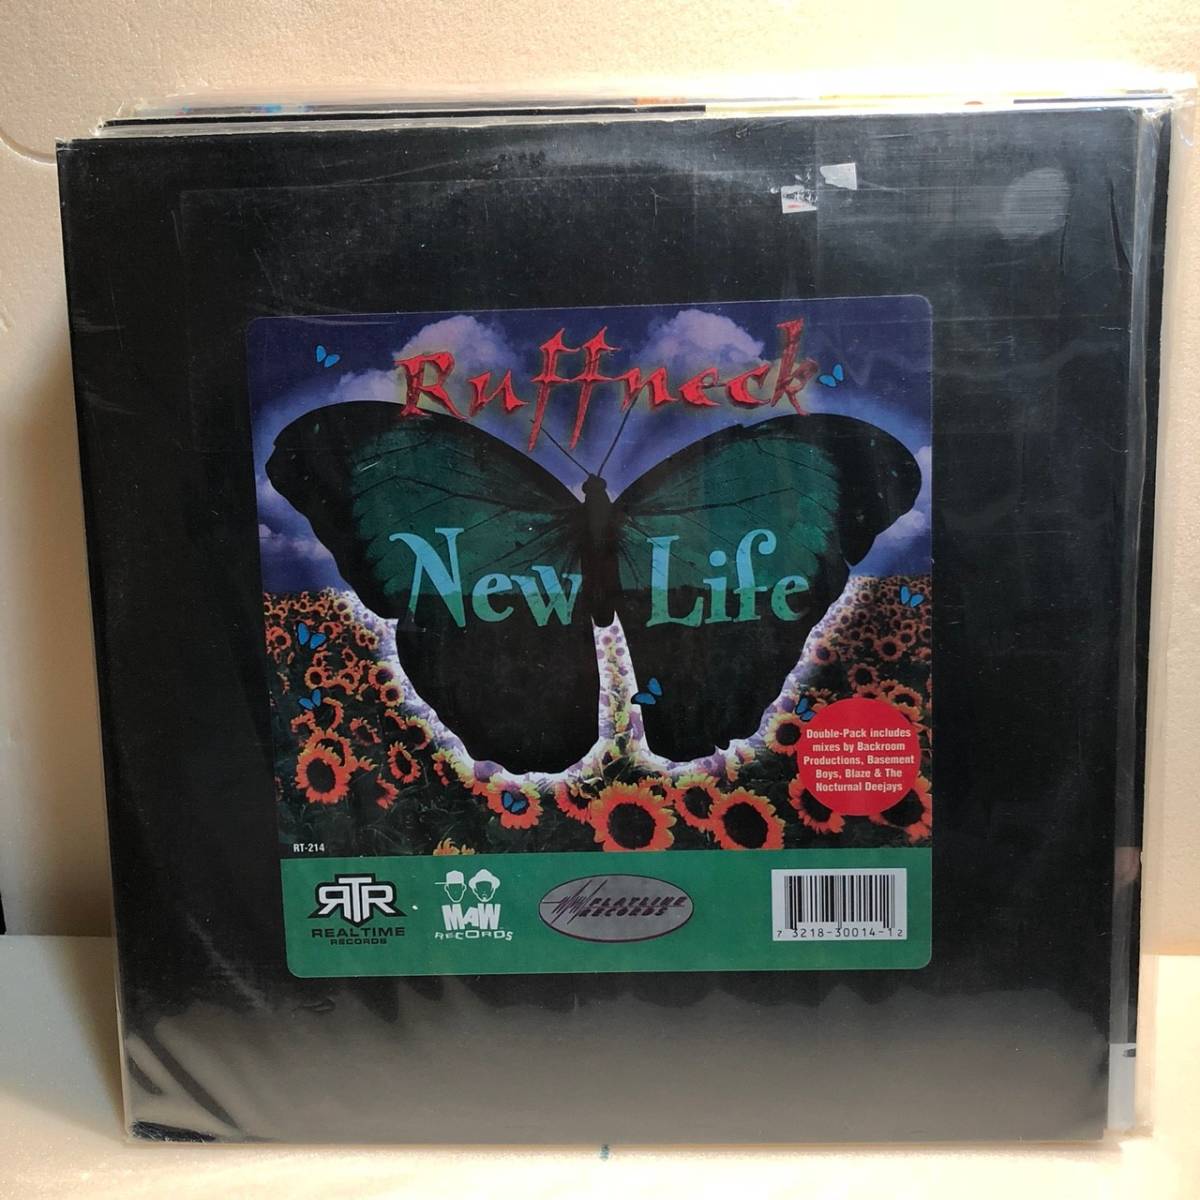 Ruffneck
New Life
Double-Pack includes
mixes by Backroom
Productions, Basement
Boys, Blaze & The
Nocturnal Deejays
RT-214
RTR
REALTIME
RECORDS
MAW
RECORDS
FLATLINE
RECORDS
7 3218-30014-1 2